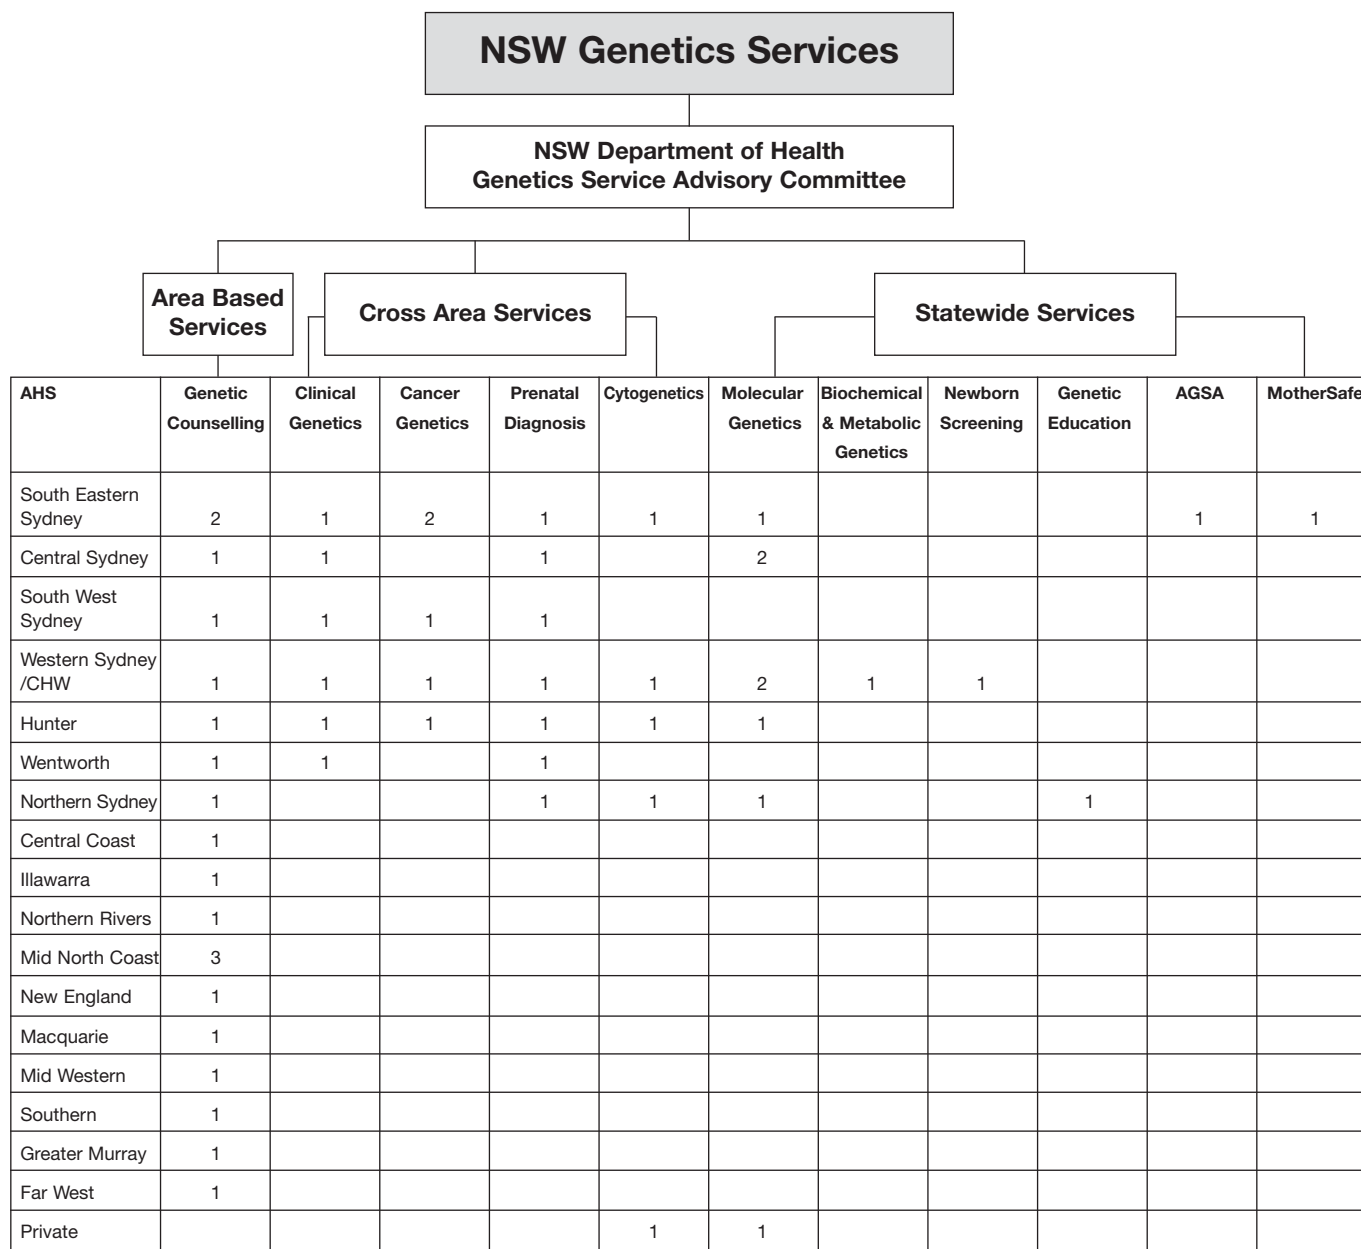 NSW Genetics Services
NSW Department of Health
Genetics Service Advisory Committee
Area Based
Services
Cross Area Services
Statewide Services
AHS
Genetic
Counselling
Clinical
Genetics
Cancer
Genetics
Prenatal
Diagnosis
Cytogenetics
Molecular
Genetics
Biochemical
& Metabolic
Genetics
Newborn
Screening
Genetic
Education
AGSA
MotherSafe
South Eastern
Sydney 2 1 2 1 1 1 1 1
Central Sydney 1 1 1 2
South West
Sydney 1 1 1 1
Western Sydney
/CHW 1 1 1 1 1 2 1 1
Hunter 1 1 1 1 1 1
Wentworth 1 1 1
Northern Sydney 1 1 1 1 1
Central Coast 1
Illawarra 1
Northern Rivers 1
Mid North Coast 3
New England 1
Macquarie 1
Mid Western 1
Southern 1
Greater Murray 1
Far West 1
Private 1 1